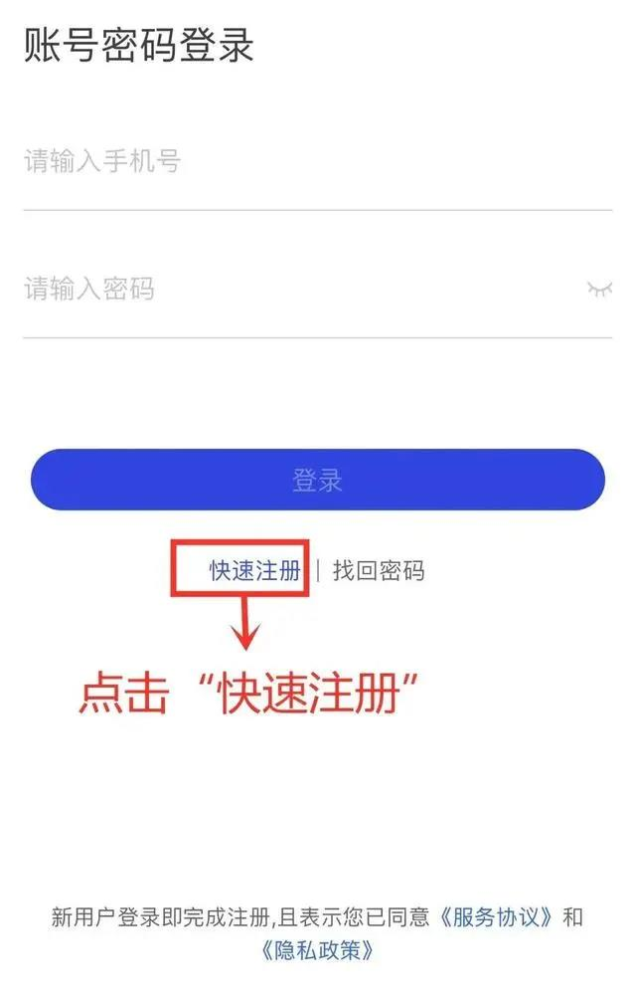 账号密码登录
请输入手机号
请输入密码
登录
快速注册 | 找回密码
点击“快速注册”
新用户登录即完成注册,且表示您已同意《服务协议》和
《隐私政策》